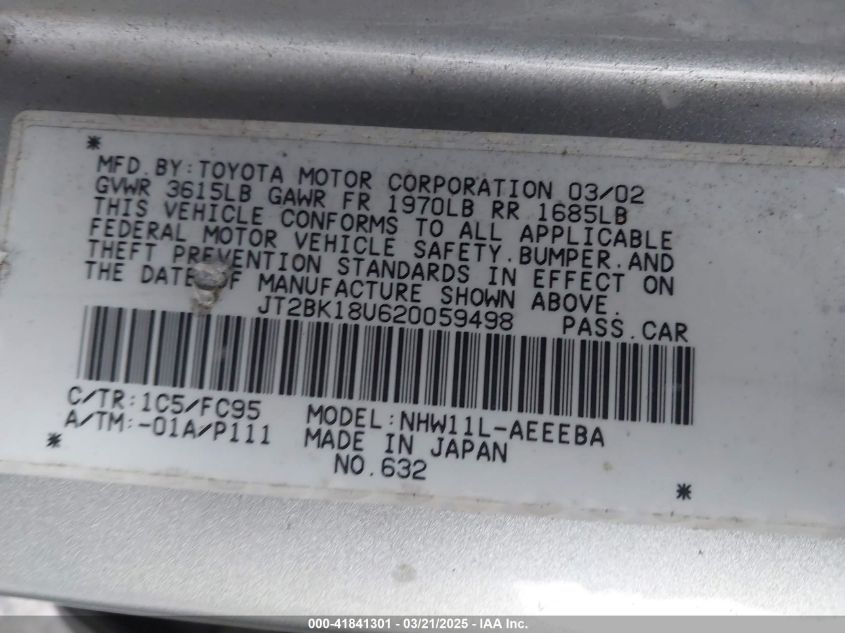 *
MFD.BY:TOYOTA MOTOR CORPORATION 03/02
GVWR 3615LB GAWR FR 1970LB RR 1685LB
THIS VEHICLE CONFORMS TO ALL APPLICABLE
FEDERAL MOTOR VEHICLE SAFETY.BUMPER.AND
THEFT PREVENTION STANDARDS IN EFFECT ON
THE DATE OF MANUFACTURE SHOWN ABOVE.
JT2BK18U620059498 PASS.CAR
C/TR:1C5/FC95 MODEL:NHW11L-AEEEBA
A/TM:-01A/P111 MADE IN JAPAN
* NO.632 *
000-41841301 - 03/21/2025 - IAA Inc.